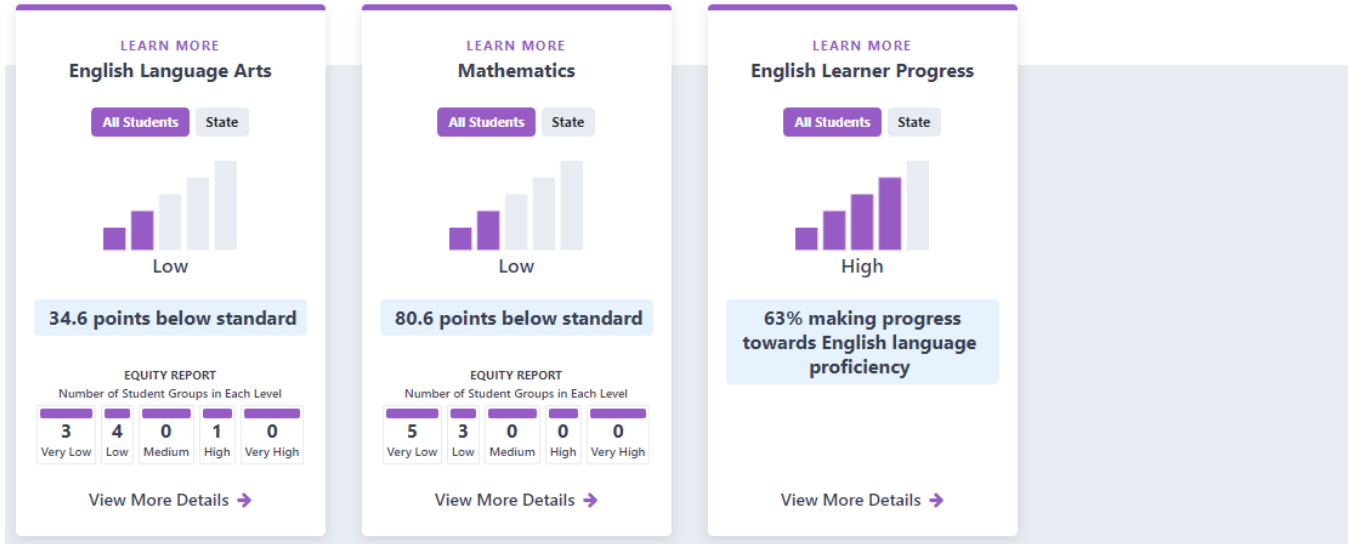 LEARN MORE
English Language Arts
All Students State
Low
34.6 points below standard
EQUITY REPORT
Number of Student Groups in Each Level
3 4 0 1 0
Very Low Low Medium High Very High
View More Details
LEARN MORE
Mathematics
All Students State
Low
80.6 points below standard
EQUITY REPORT
Number of Student Groups in Each Level
5 3 0 0 0
Very Low Low Medium High Very High
View More Details
LEARN MORE
English Learner Progress
All Students State
High
63% making progress
towards English language
proficiency
View More Details